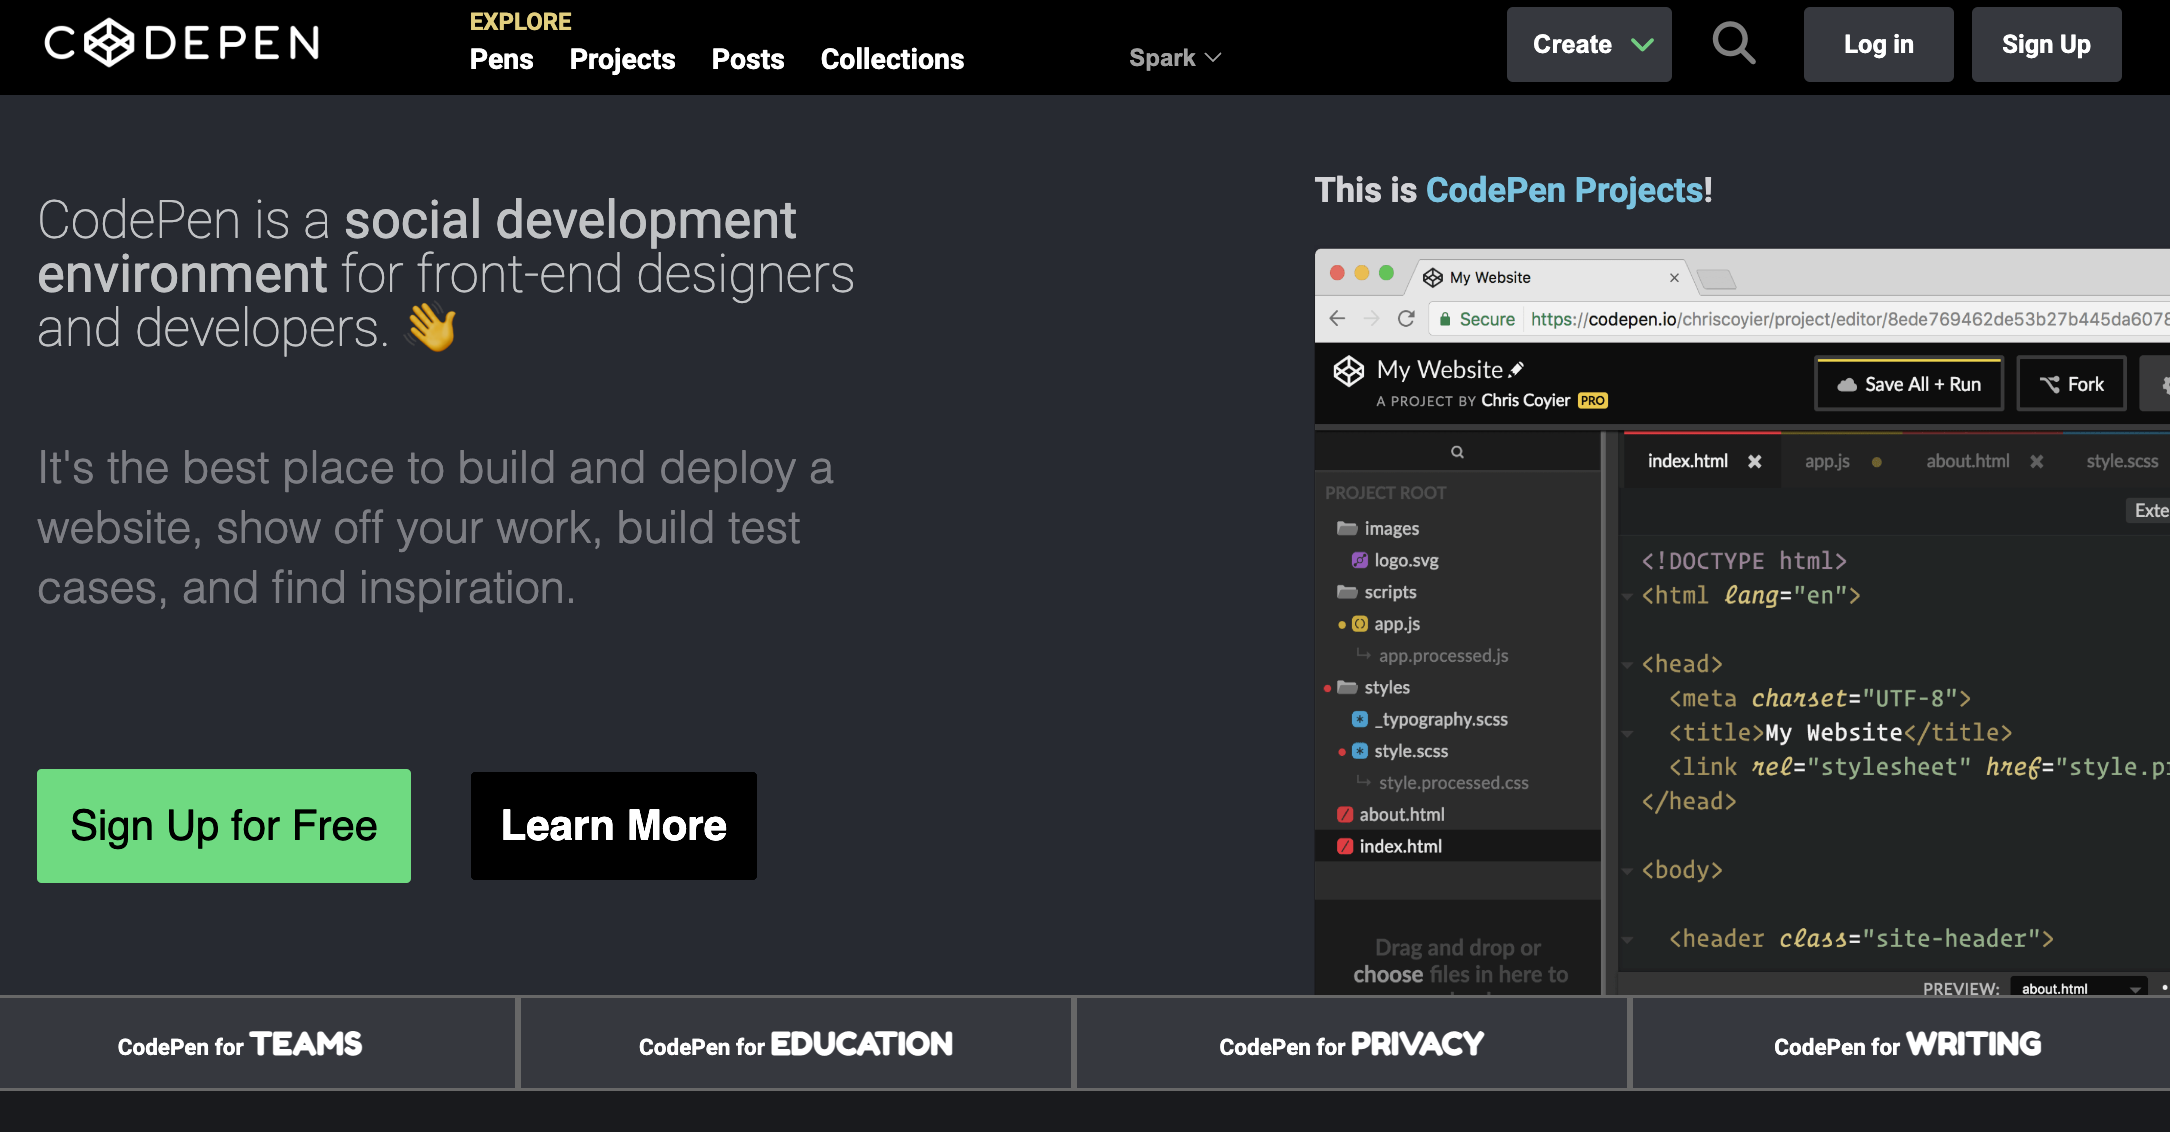 CODEPEN
EXPLORE
Pens Projects Posts Collections
Spark
Create
Log in
Sign Up
CodePen is a social development
environment for front-end designers
and developers. 👋
It's the best place to build and deploy a
website, show off your work, build test
cases, and find inspiration.
Sign Up for Free
Learn More
This is CodePen Projects!
My Website
Secure https://codepen.io/chriscoyier/project/editor/8ede769462de53b27b445da6078
My Website
A PROJECT BY Chris Coyier PRO
Save All + Run
Fork
PROJECT ROOT
images
logo.svg
scripts
app.js
app.processed.js
styles
_typography.scss
style.scss
style.processed.css
about.html
index.html
Drag and drop or
choose files in here to
index.html app.js about.html style.scss
Exte
<!DOCTYPE html>
<html lang="en">
<head>
<meta charset="UTF-8">
<title>My Website</title>
<link rel="stylesheet" href="style.p
</head>
<body>
<header class="site-header">
PREVIEW: about.html
CodePen for TEAMS
CodePen for EDUCATION
CodePen for PRIVACY
CodePen for WRITING